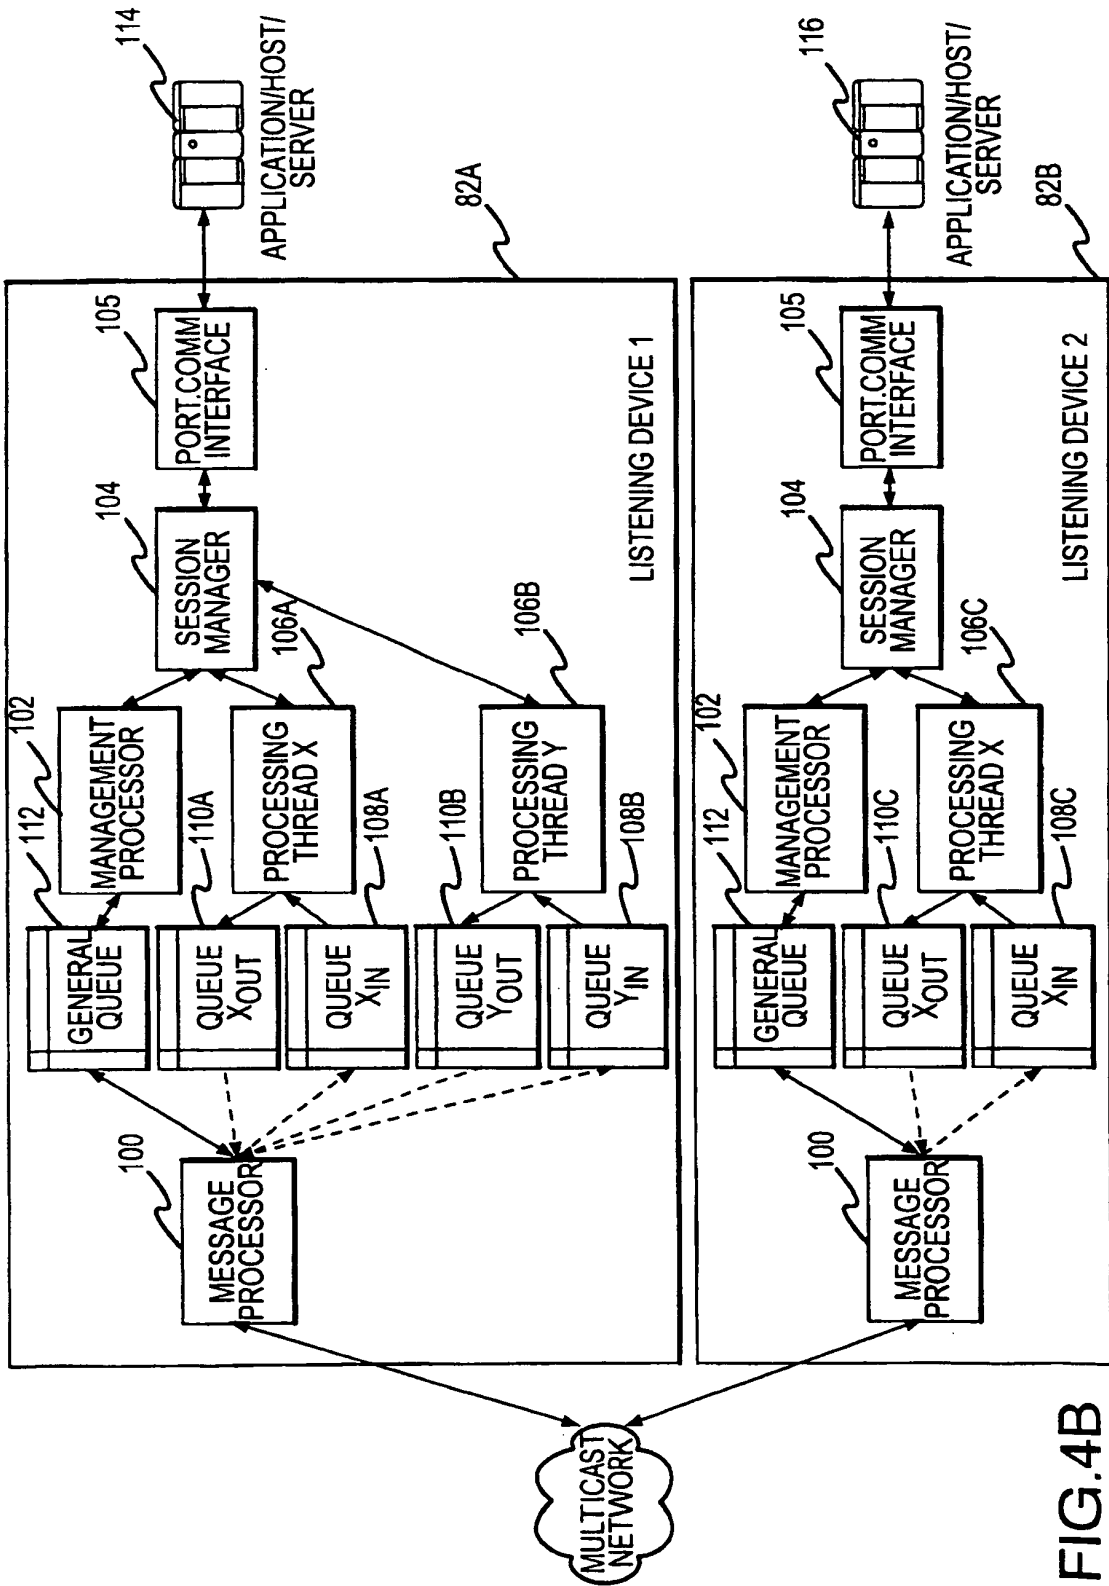 MULTICAST
NETWORK
100
MESSAGE
PROCESSOR
112
GENERAL
QUEUE
110A
QUEUE
XOUT
108A
QUEUE
XIN
110B
QUEUE
YOUT
108B
QUEUE
YIN
102
MANAGEMENT
PROCESSOR
106A
PROCESSING
THREAD X
106B
PROCESSING
THREAD Y
104
SESSION
MANAGER
105
PORT.COMM
INTERFACE
LISTENING DEVICE 1
82A
114
APPLICATION/HOST/
SERVER
100
MESSAGE
PROCESSOR
112
GENERAL
QUEUE
110C
QUEUE
XOUT
108C
QUEUE
XIN
102
MANAGEMENT
PROCESSOR
106C
PROCESSING
THREAD X
104
SESSION
MANAGER
105
PORT.COMM
INTERFACE
LISTENING DEVICE 2
82B
116
APPLICATION/HOST/
SERVER
FIG.4B